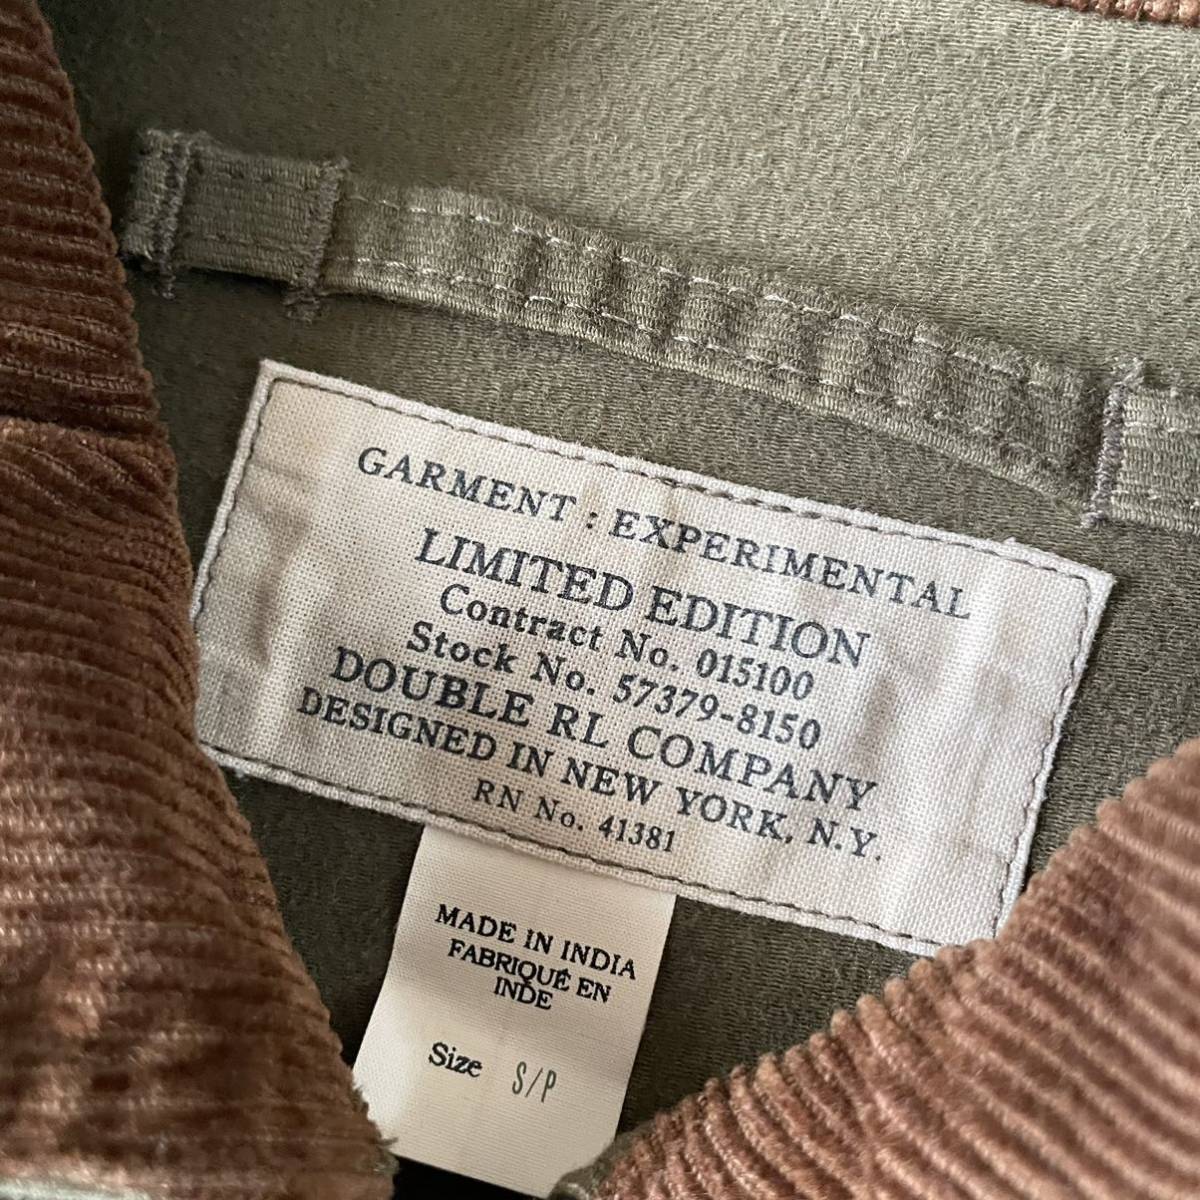 GARMENT : EXPERIMENTAL
LIMITED EDITION
Contract No. 015100
Stock No. 57379-8150
DOUBLE RL COMPANY
DESIGNED IN NEW YORK, N.Y.
RN No. 41381
MADE IN INDIA
FABRIQUÉ EN
INDE
Size S/P